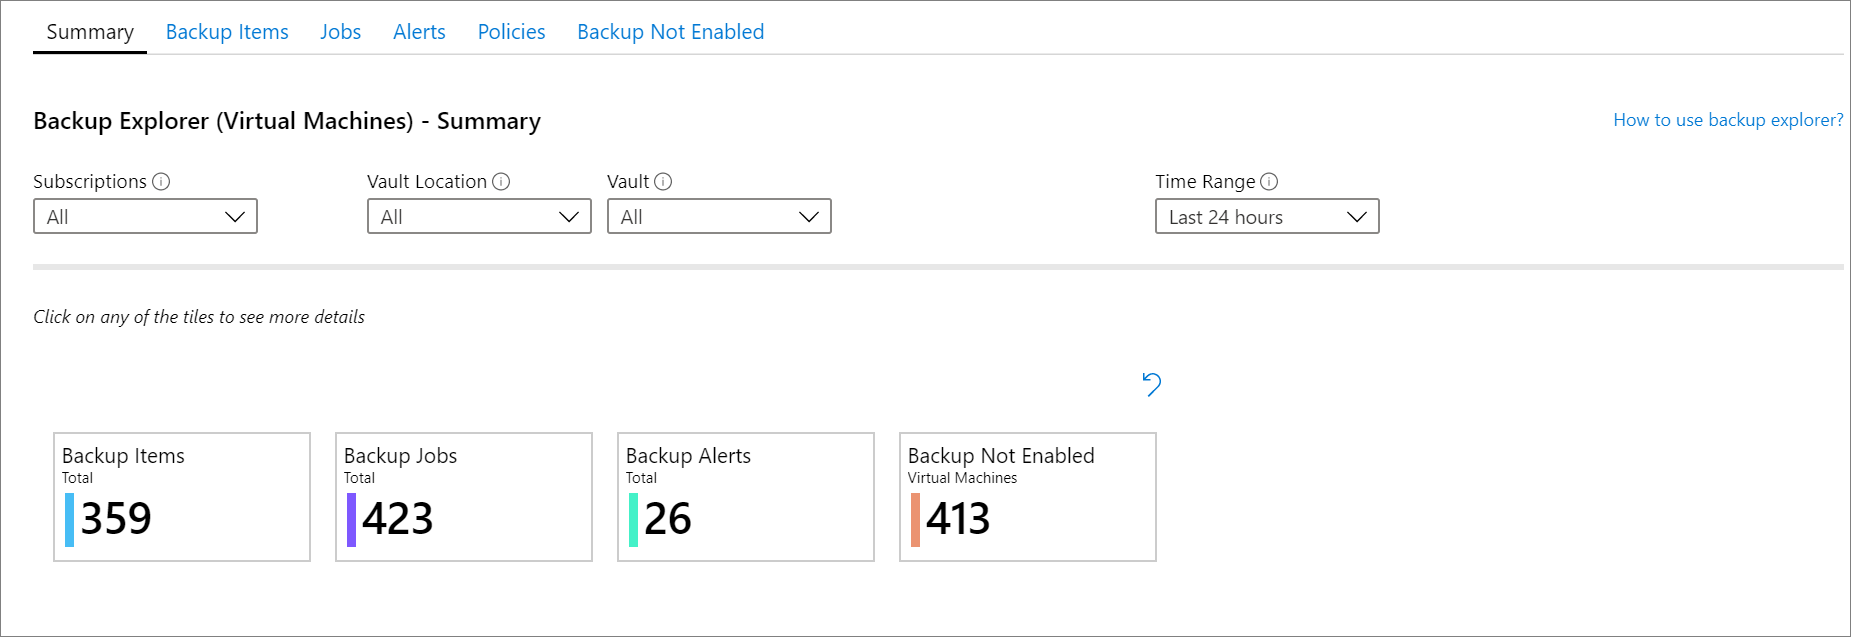 Summary Backup Items Jobs Alerts Policies Backup Not Enabled
Backup Explorer (Virtual Machines) - Summary
How to use backup explorer?
Subscriptions
All
Vault Location
All
Vault
All
Time Range
Last 24 hours
Click on any of the tiles to see more details
Backup Items
Total
359
Backup Jobs
Total
423
Backup Alerts
Total
26
Backup Not Enabled
Virtual Machines
413